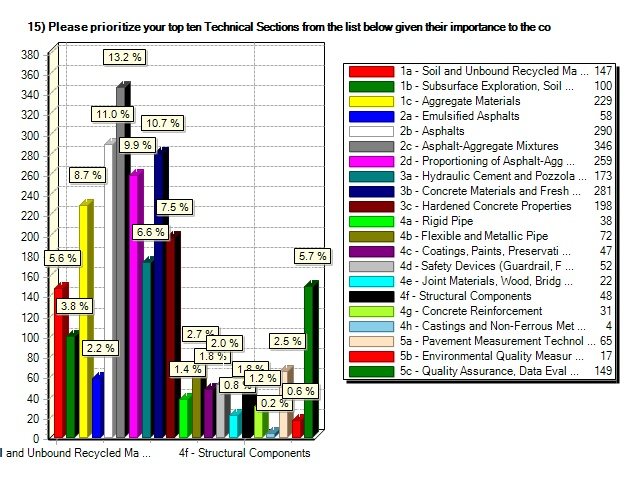 15) Please prioritize your top ten Technical Sections from the list below given their importance to the co
380
360
340
320
300
280
260
240
220
200
180
160
140
120
100
80
60
40
20
0
5.6 %
3.8 %
8.7 %
2.2 %
11.0 %
13.2 %
9.9 %
6.6 %
10.7 %
7.5 %
1.4 %
2.7 %
1.8 %
2.0 %
0.8 %
1.8 %
1.2 %
0.2 %
2.5 %
0.6 %
5.7 %
l and Unbound Recycled Ma ...
4f - Structural Components
1a - Soil and Unbound Recycled Ma ... 147
1b - Subsurface Exploration, Soil ... 100
1c - Aggregate Materials 229
2a - Emulsified Asphalts 58
2b - Asphalts 290
2c - Asphalt-Aggregate Mixtures 346
2d - Proportioning of Asphalt-Agg ... 259
3a - Hydraulic Cement and Pozzola ... 173
3b - Concrete Materials and Fresh ... 281
3c - Hardened Concrete Properties 198
4a - Rigid Pipe 38
4b - Flexible and Metallic Pipe 72
4c - Coatings, Paints, Preservati ... 47
4d - Safety Devices (Guardrail, F ... 52
4e - Joint Materials, Wood, Bridg ... 22
4f - Structural Components 48
4g - Concrete Reinforcement 31
4h - Castings and Non-Ferrous Met ... 4
5a - Pavement Measurement Technol ... 65
5b - Environmental Quality Measur ... 17
5c - Quality Assurance, Data Eval ... 149